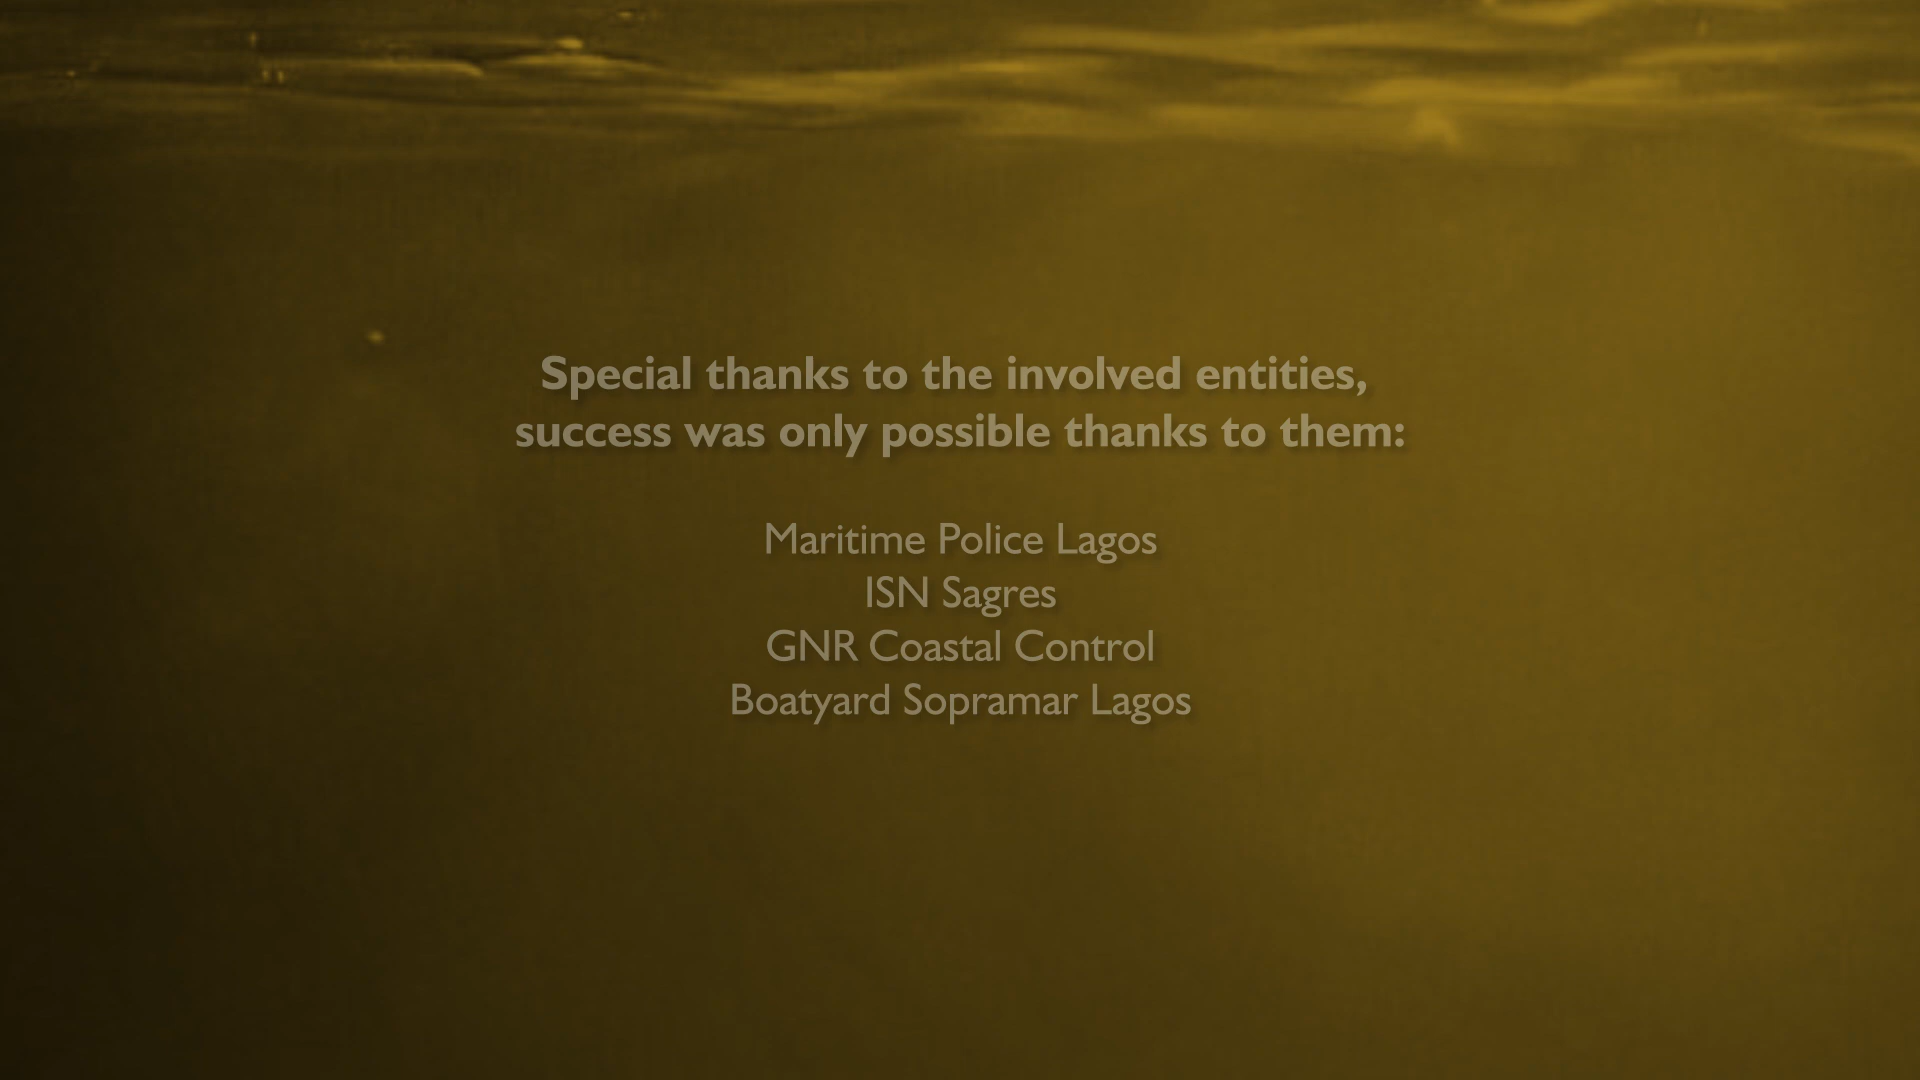 Special thanks to the involved entities,
success was only possible thanks to them:
Maritime Police Lagos
ISN Sagres
GNR Coastal Control
Boatyard Sopramar Lagos